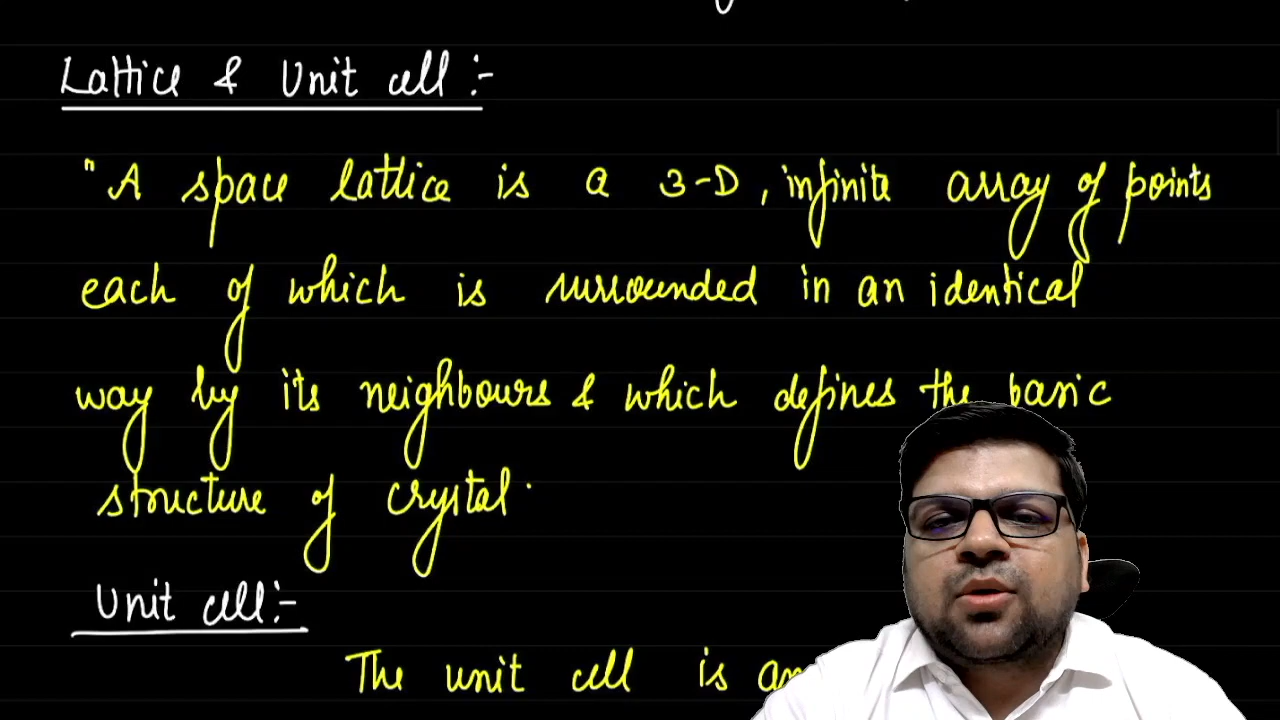 Lattice & Unit cell :-
"A space lattice is a 3-D, infinite array of points
each of which is surrounded in an identical
way by its neighbours & which defines the basic
structure of crystal.
Unit cell:-
The unit cell is an